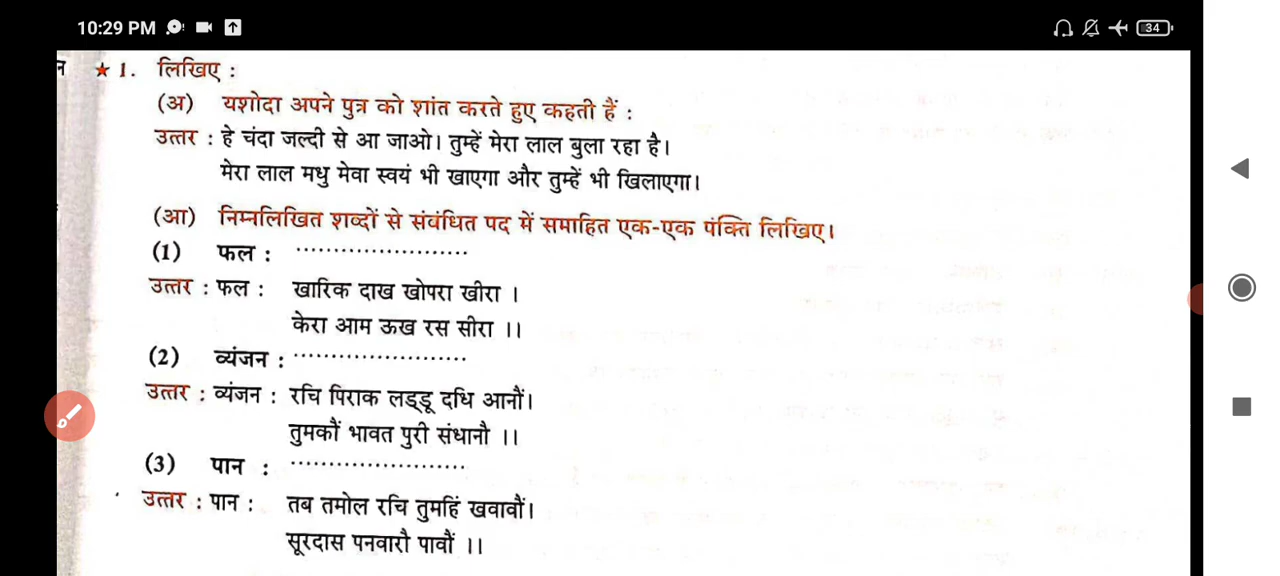 10:29 PM
34
न
★ 1. लिखिए :
(अ) यशोदा अपने पुत्र को शांत करते हुए कहती हैं :
उत्तर : हे चंदा जल्दी से आ जाओ। तुम्हें मेरा लाल बुला रहा है।
मेरा लाल मधु मेवा स्वयं भी खाएगा और तुम्हें भी खिलाएगा।
(आ) निम्नलिखित शब्दों से संबंधित पद में समाहित एक-एक पंक्ति लिखिए।
(1) फल : ........................
उत्तर : फल : खारिक दाख खोपरा खीरा ।
केरा आम ऊख रस सीरा ।।
(2) व्यंजन : ........................
उत्तर : व्यंजन : रचि पिराक लड्डू दधि आनौं।
तुमकौं भावत पुरी संधानौ ।।
(3) पान : ........................
उत्तर : पान : तब तमोल रचि तुमहिं खवावौं।
सूरदास पनवारौ पावौं ।।